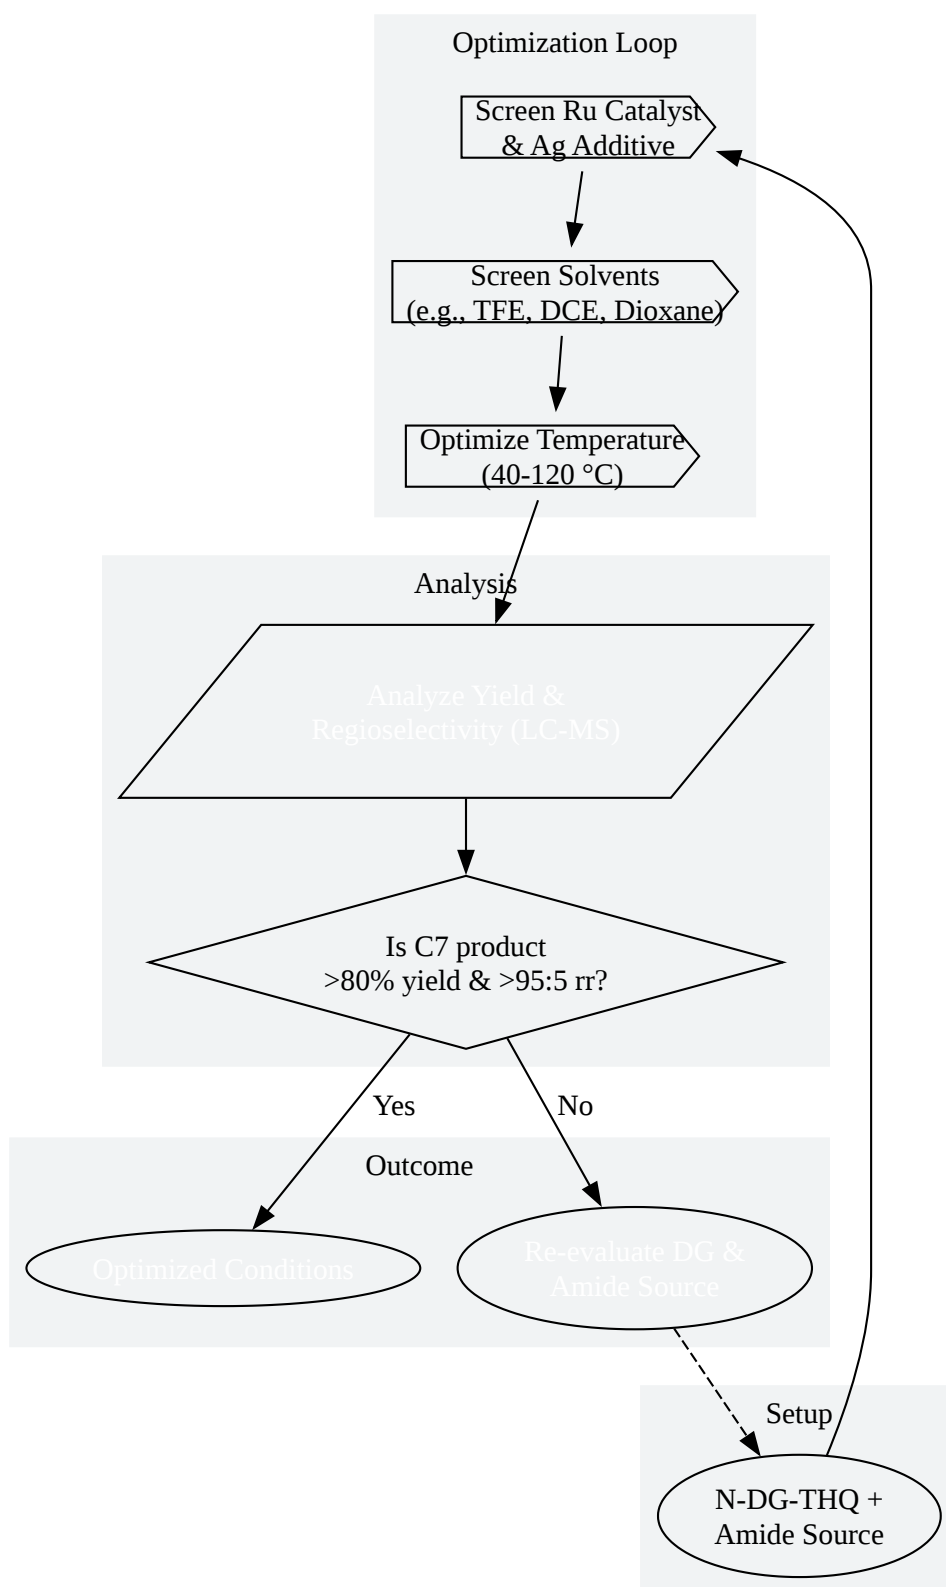 Optimization Loop
Screen Ru Catalyst
& Ag Additive
Screen Solvents
(e.g., TFE, DCE, Dioxane)
Optimize Temperature
(40-120 °C)
Analysis
Analyze Yield &
Regioselectivity (LC-MS)
Is C7 product
>80% yield & >95:5 rr?
Yes
No
Outcome
Optimized Conditions
Re-evaluate DG &
Amide Source
Setup
N-DG-THQ +
Amide Source